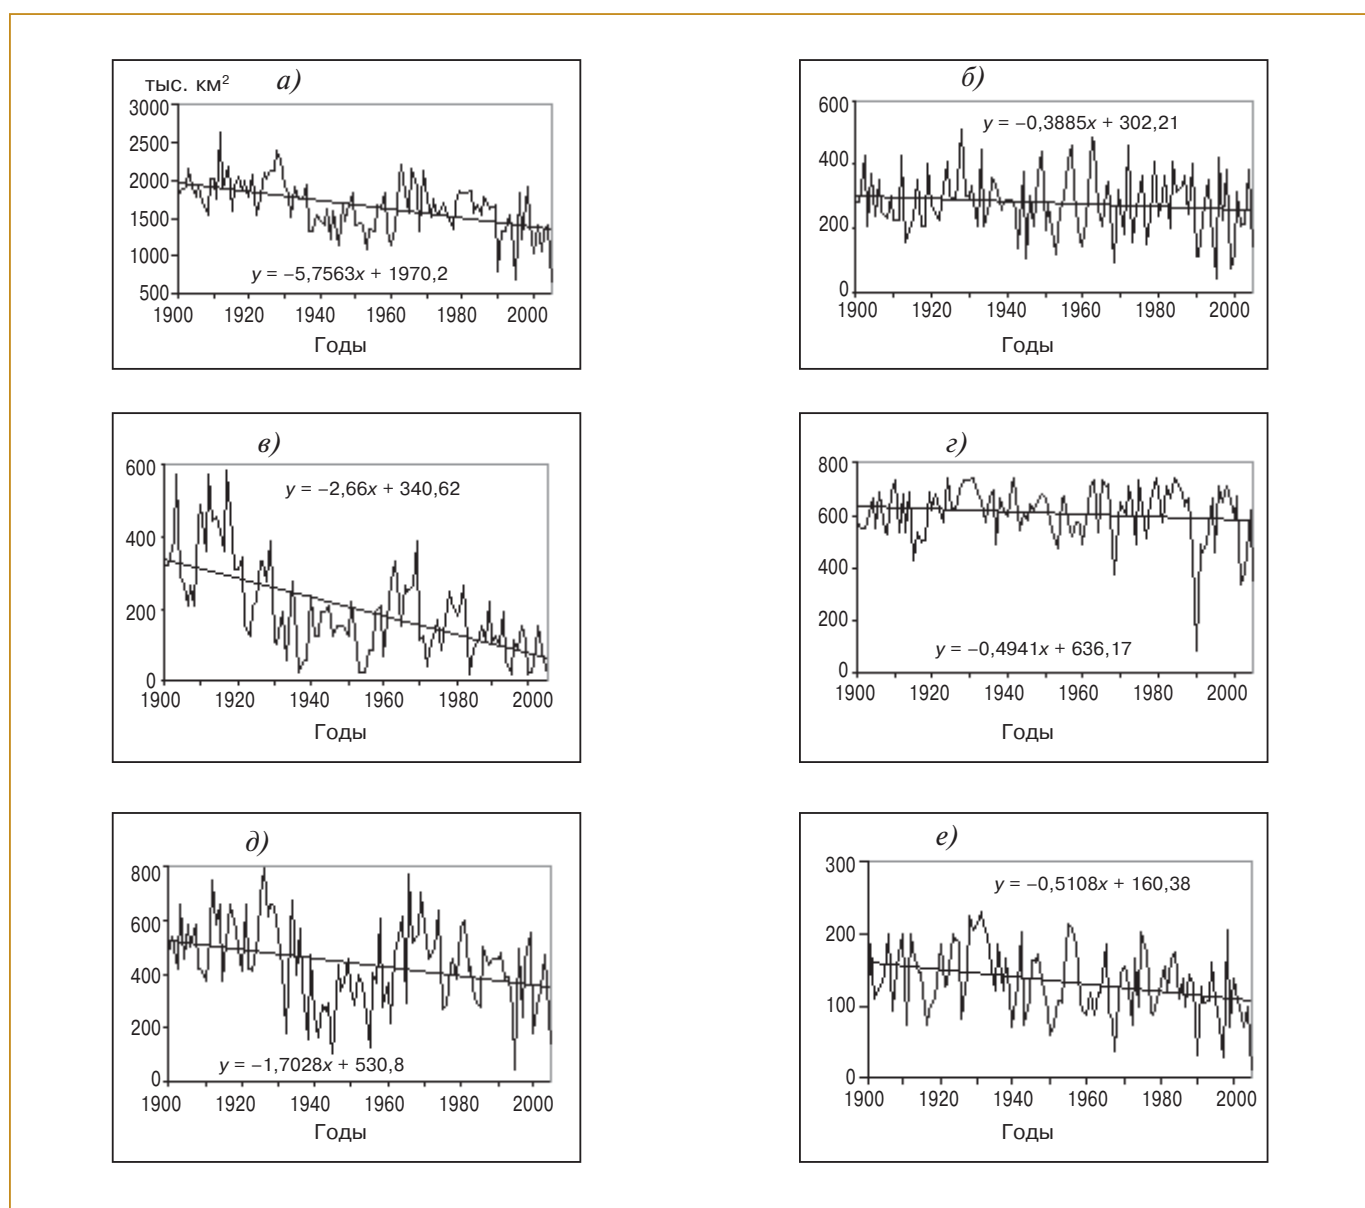 тыс. км²
а)
3000
2500
2000
1500
1000
500
y = −5,7563x + 1970,2
1900 1920 1940 1960 1980 2000
Годы
б)
600
400
200
0
y = −0,3885x + 302,21
1900 1920 1940 1960 1980 2000
Годы
в)
600
400
200
0
y = −2,66x + 340,62
1900 1920 1940 1960 1980 2000
Годы
г)
800
600
400
200
0
y = −0,4941x + 636,17
1900 1920 1940 1960 1980 2000
Годы
д)
800
600
400
200
0
y = −1,7028x + 530,8
1900 1920 1940 1960 1980 2000
Годы
е)
300
200
100
0
y = −0,5108x + 160,38
1900 1920 1940 1960 1980 2000
Годы